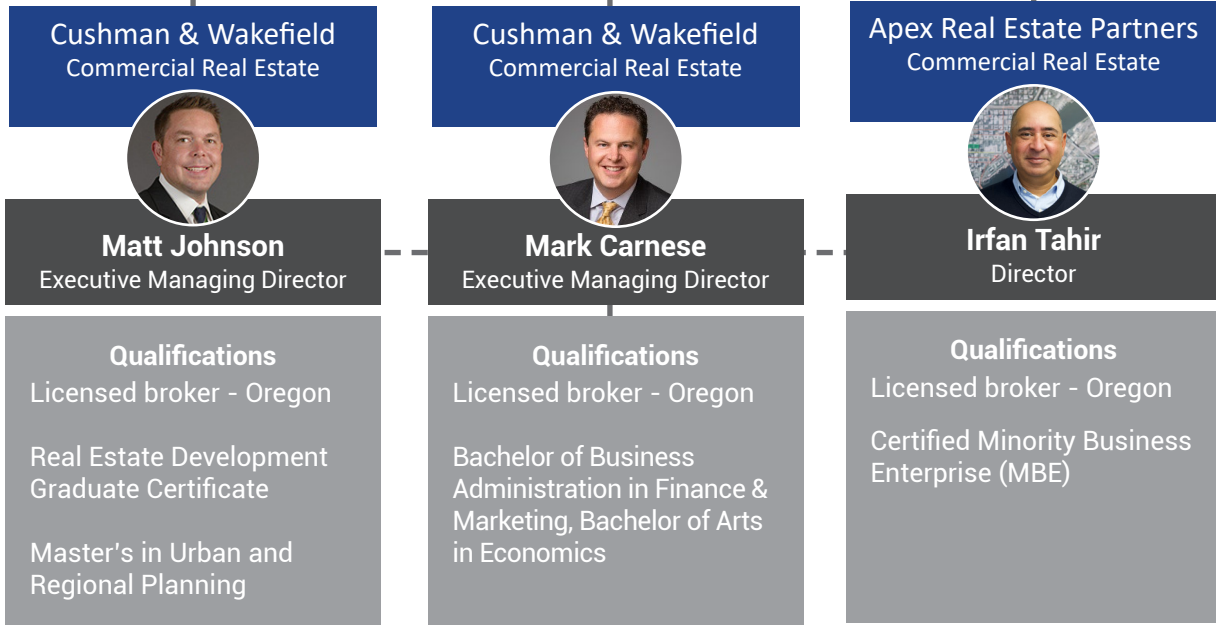 Cushman & Wakefield
Commercial Real Estate
Matt Johnson
Executive Managing Director
Qualifications
Licensed broker - Oregon
Real Estate Development
Graduate Certificate
Master's in Urban and
Regional Planning
Cushman & Wakefield
Commercial Real Estate
Mark Carnese
Executive Managing Director
Qualifications
Licensed broker - Oregon
Bachelor of Business
Administration in Finance &
Marketing, Bachelor of Arts
in Economics
Apex Real Estate Partners
Commercial Real Estate
Irfan Tahir
Director
Qualifications
Licensed broker - Oregon
Certified Minority Business
Enterprise (MBE)